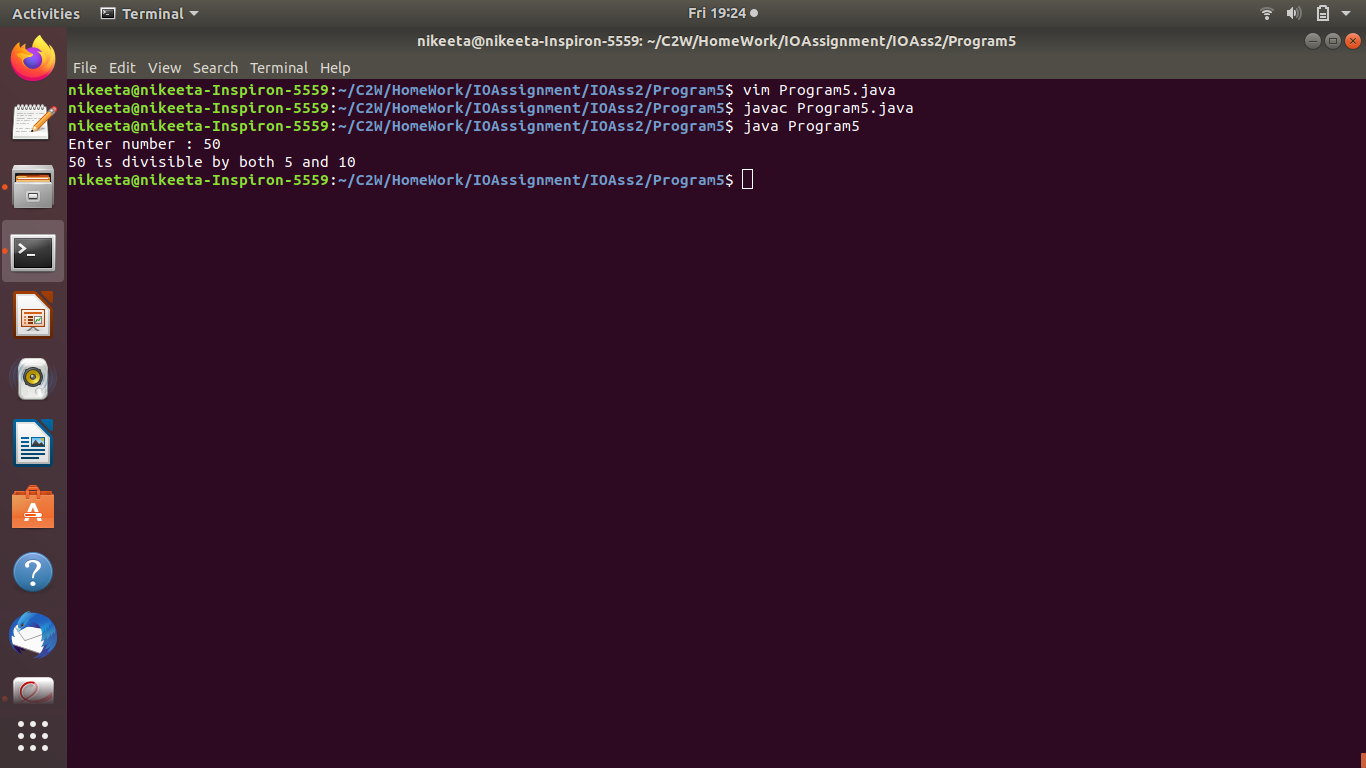 Activities Terminal Fri 19:24
nikeeta@nikeeta-Inspiron-5559: ~/C2W/HomeWork/IOAssignment/IOAss2/Program5
File Edit View Search Terminal Help
nikeeta@nikeeta-Inspiron-5559:~/C2W/HomeWork/IOAssignment/IOAss2/Program5$ vim Program5.java
nikeeta@nikeeta-Inspiron-5559:~/C2W/HomeWork/IOAssignment/IOAss2/Program5$ javac Program5.java
nikeeta@nikeeta-Inspiron-5559:~/C2W/HomeWork/IOAssignment/IOAss2/Program5$ java Program5
Enter number : 50
50 is divisible by both 5 and 10
nikeeta@nikeeta-Inspiron-5559:~/C2W/HomeWork/IOAssignment/IOAss2/Program5$